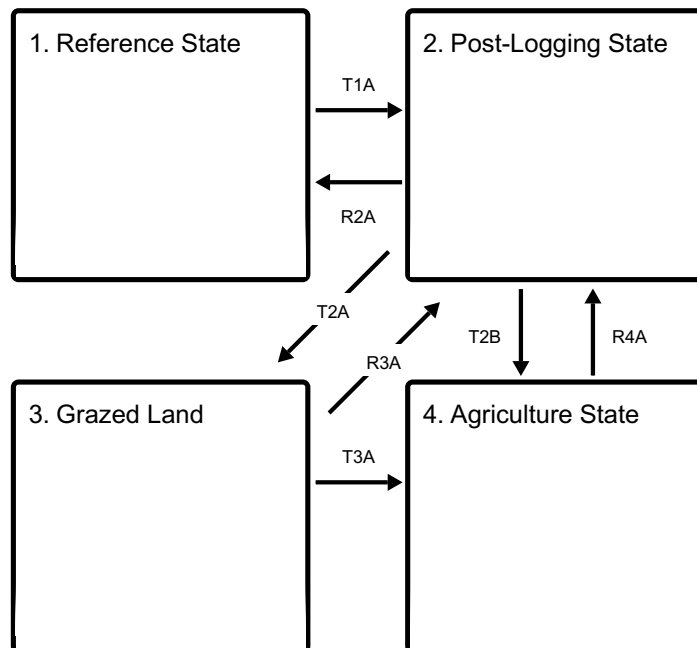 1. Reference State
2. Post-Logging State
T1A
R2A
T2A
R3A
T2B
R4A
3. Grazed Land
4. Agriculture State
T3A